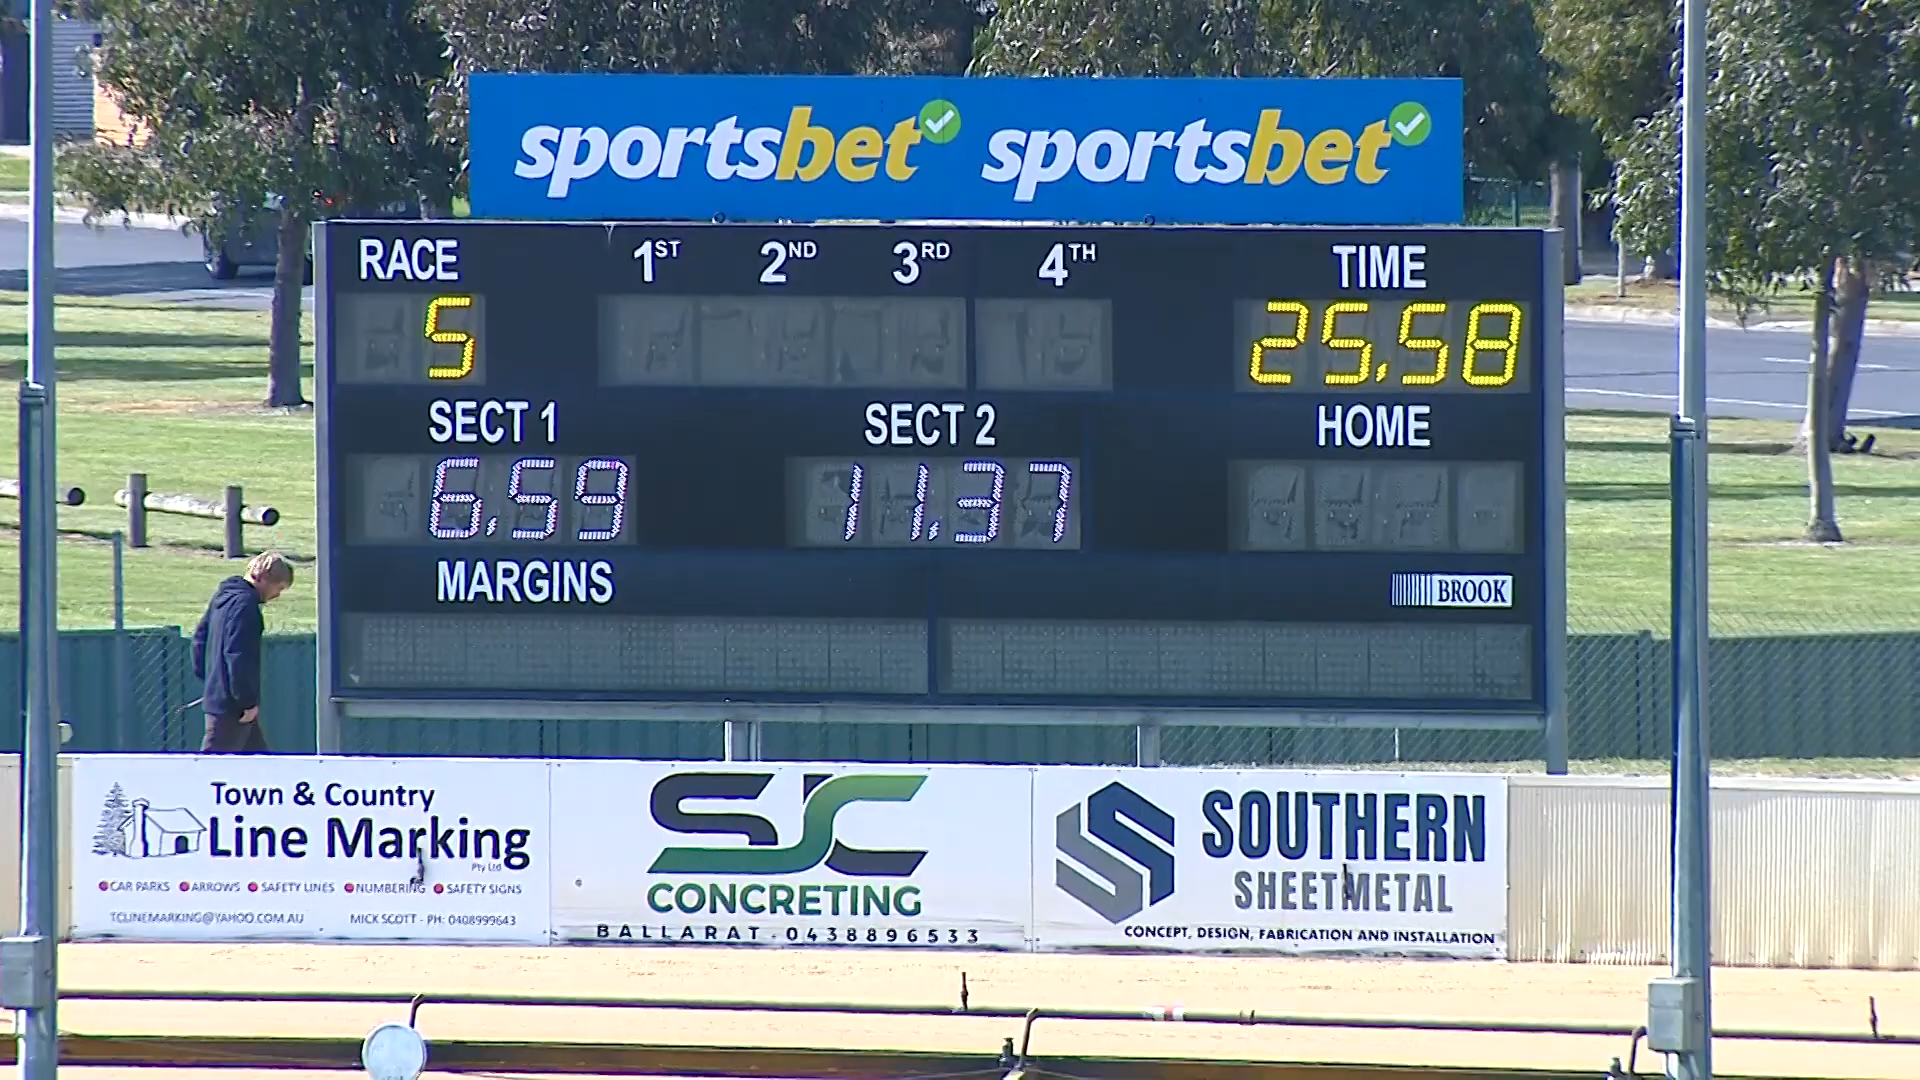 sportsbet sportsbet
RACE 1ST 2ND 3RD 4TH TIME
5 25.58
SECT 1 SECT 2 HOME
6.59 11.37
MARGINS
BROOK
Town & Country
Line Marking
Pty Ltd
CAR PARKS ARROWS SAFETY LINES NUMBERING SAFETY SIGNS
TCLINEMARKING@YAHOO.COM.AU MICK SCOTT - PH: 0408999643
SJC
CONCRETING
BALLARAT - 0438896533
SOUTHERN
SHEETMETAL
CONCEPT, DESIGN, FABRICATION AND INSTALLATION